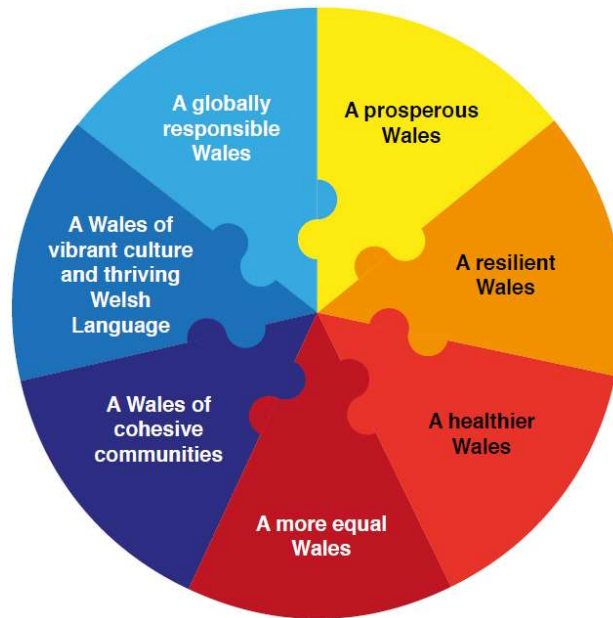 A globally
responsible
Wales
A prosperous
Wales
A resilient
Wales
A healthier
Wales
A more equal
Wales
A Wales of
cohesive
communities
A Wales of
vibrant culture
and thriving
Welsh
Language